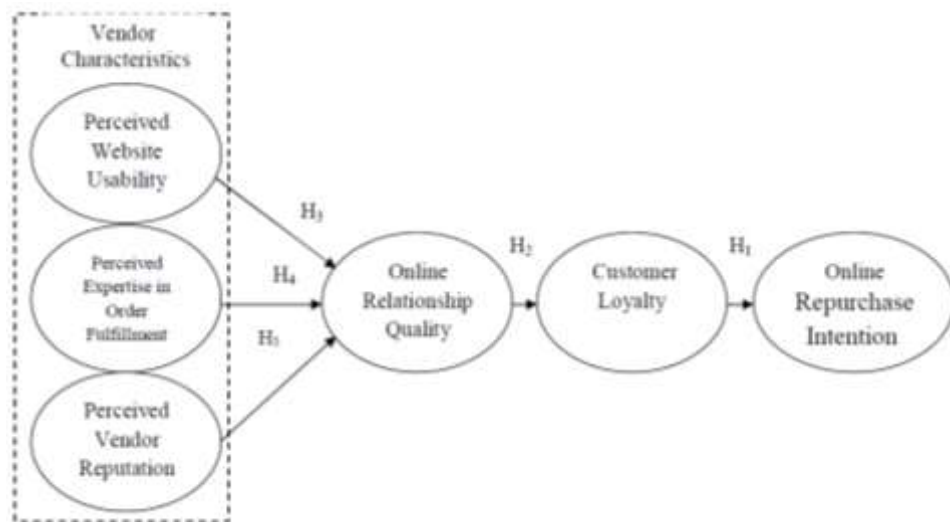 Vendor
Characteristics
Perceived
Website
Usability
Perceived
Expertise in
Order
Fulfillment
Perceived
Vendor
Reputation
H3
H4
H5
Online
Relationship
Quality
H2
Customer
Loyalty
H1
Online
Repurchase
Intention